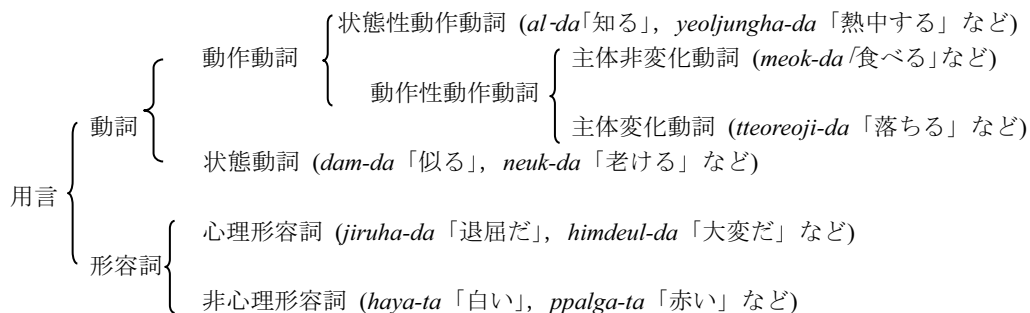 状態性動作動詞 (al-da「知る」，yeoljungha-da「熱中する」など)
動作動詞
主体非変化動詞 (meok-da「食べる」など)
動作性動作動詞
動詞
主体変化動詞 (tteoreoji-da「落ちる」など)
状態動詞 (dam-da「似る」，neuk-da「老ける」など)
用言
心理形容詞 (jiruha-da「退屈だ」，himdeul-da「大変だ」など)
形容詞
非心理形容詞 (haya-ta「白い」，ppalga-ta「赤い」など)